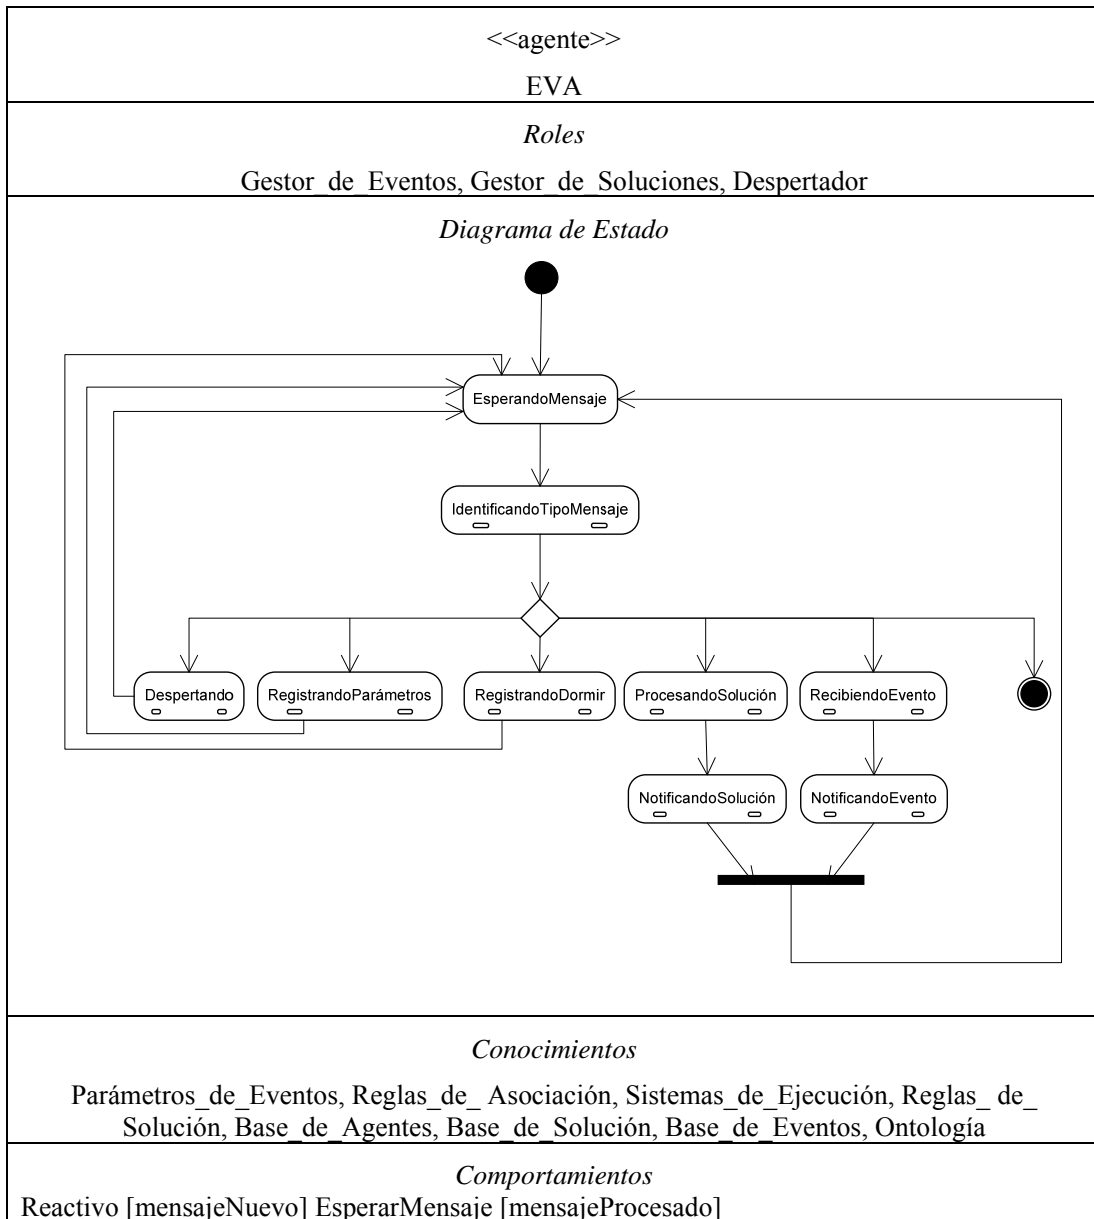 <<agente>>
EVA
Roles
Gestor_de_Eventos, Gestor_de_Soluciones, Despertador
Diagrama de Estado
EsperandoMensaje
IdentificandoTipoMensaje
Despertando
RegistrandoParámetros
RegistrandoDormir
ProcesandoSolución
RecibiendoEvento
NotificandoSolución
NotificandoEvento
Conocimientos
Parámetros_de_Eventos, Reglas_de_ Asociación, Sistemas_de_Ejecución, Reglas_ de_
Solución, Base_de_Agentes, Base_de_Solución, Base_de_Eventos, Ontología
Comportamientos
Reactivo [mensajeNuevo] EsperarMensaje [mensajeProcesado]